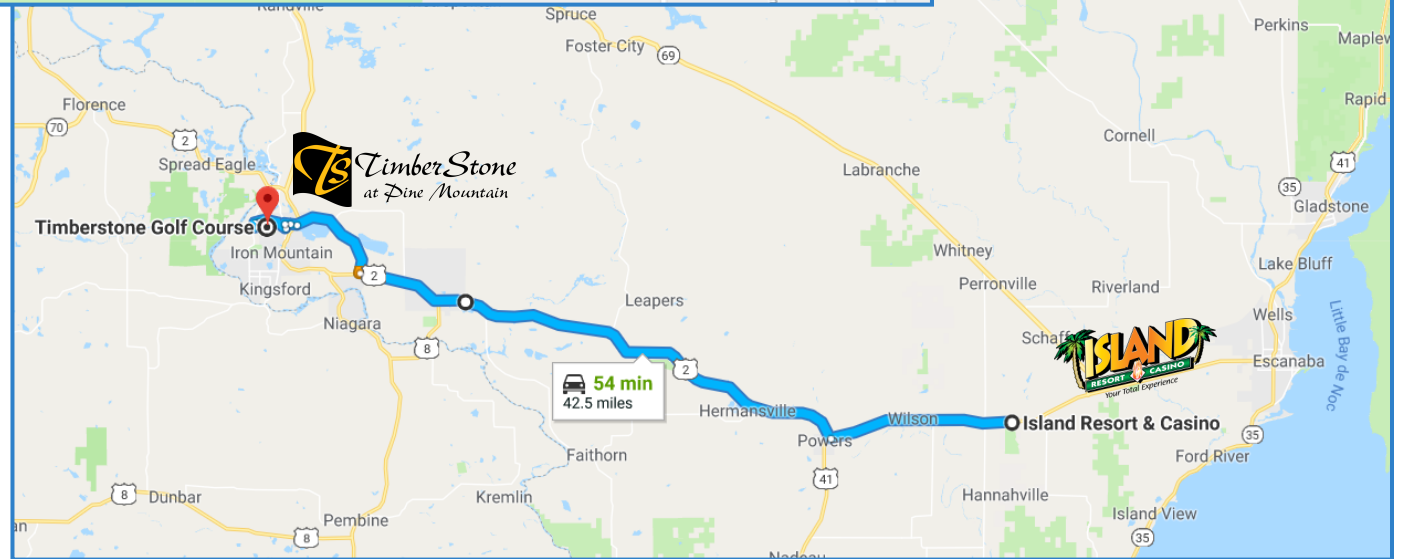 Randville
Spruce
Perkins
Foster City
69
Maplew
Florence
70
2
Rapid
Cornell
Spread Eagle
TS
TimberStone
at Pine Mountain
Labranche
41
35
Gladstone
Timberstone Golf Course
Iron Mountain
Whitney
Lake Bluff
2
Kingsford
Perronville
Riverland
Leapers
Little Bay de Noc
Niagara
Wells
8
Schaff
ISLAND
RESORT CASINO
Your Total Experience
Escanaba
2
54 min
42.5 miles
Hermansville
Wilson
Island Resort & Casino
Powers
35
Faithorn
Ford River
41
8
Dunbar
Kremlin
Hannahville
Island View
an
Pembine
8
35
Nadeau